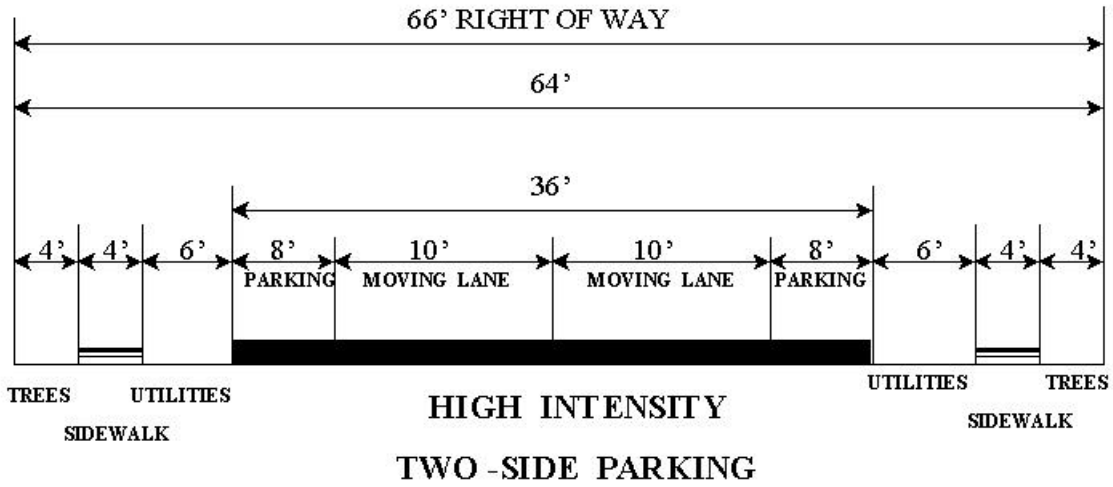 66’ RIGHT OF WAY
64’
36’
4’ 4’ 6’ 8’ 10’ 10’ 8’ 6’ 4’ 4’
PARKING MOVING LANE MOVING LANE PARKING
TREES UTILITIES UTILITIES TREES
SIDEWALK SIDEWALK
HIGH INTENSITY
TWO-SIDE PARKING